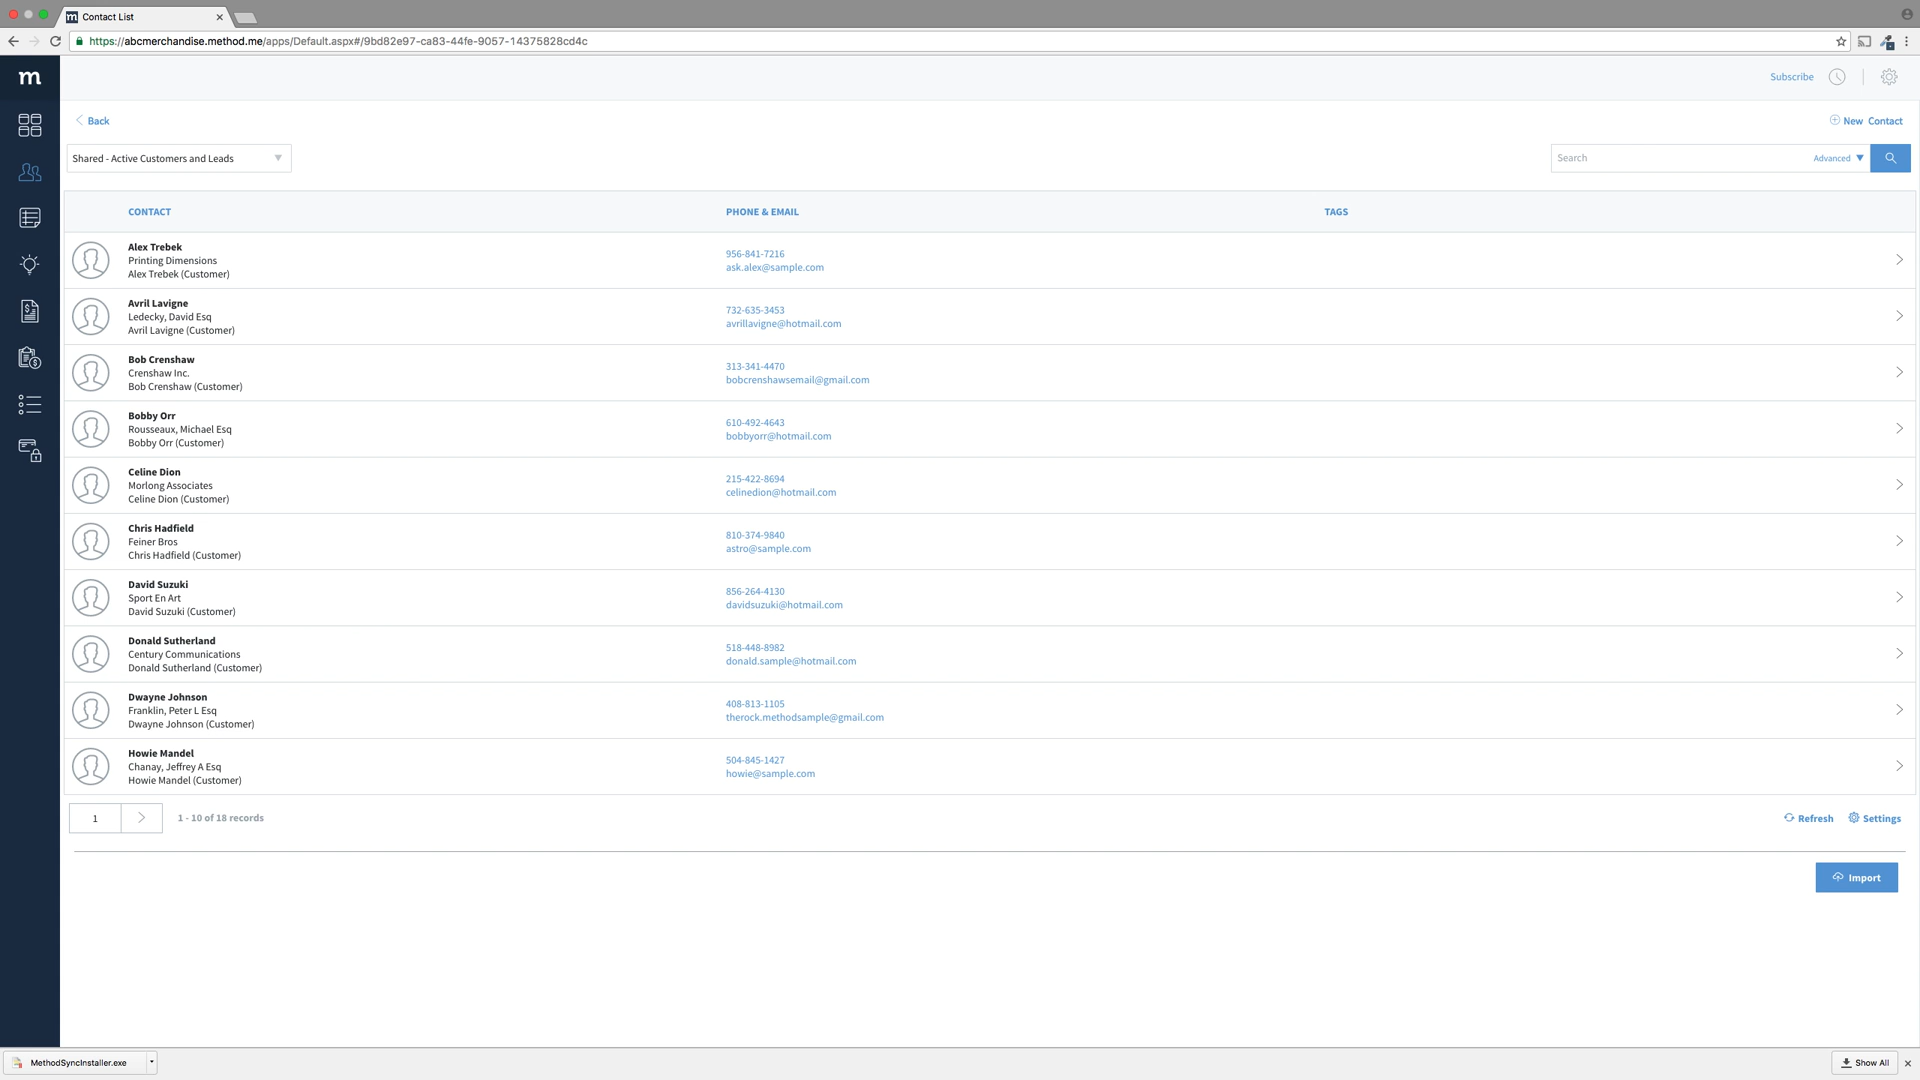 Contact List
https://abcmerchandise.method.me/apps/Default.aspx#/9bd82e97-ca83-44fe-9057-14375828cd4c
m
Subscribe
Back
New Contact
Shared - Active Customers and Leads
Search
Advanced
CONTACT
PHONE & EMAIL
TAGS
Alex Trebek
Printing Dimensions
Alex Trebek (Customer)
956-841-7216
ask.alex@sample.com
Avril Lavigne
Ledecky, David Esq
Avril Lavigne (Customer)
732-635-3453
avrillavigne@hotmail.com
Bob Crenshaw
Crenshaw Inc.
Bob Crenshaw (Customer)
313-341-4470
bobcrenshawsemail@gmail.com
Bobby Orr
Rousseaux, Michael Esq
Bobby Orr (Customer)
610-492-4643
bobbyorr@hotmail.com
Celine Dion
Morlong Associates
Celine Dion (Customer)
215-422-8694
celinedion@hotmail.com
Chris Hadfield
Feiner Bros
Chris Hadfield (Customer)
810-374-9840
astro@sample.com
David Suzuki
Sport En Art
David Suzuki (Customer)
856-264-4130
davidsuzuki@hotmail.com
Donald Sutherland
Century Communications
Donald Sutherland (Customer)
518-448-8982
donald.sample@hotmail.com
Dwayne Johnson
Franklin, Peter L Esq
Dwayne Johnson (Customer)
408-813-1105
therock.methodsample@gmail.com
Howie Mandel
Chanay, Jeffrey A Esq
Howie Mandel (Customer)
504-845-1427
howie@sample.com
1
1 - 10 of 18 records
Refresh
Settings
Import
MethodSyncInstaller.exe
Show All